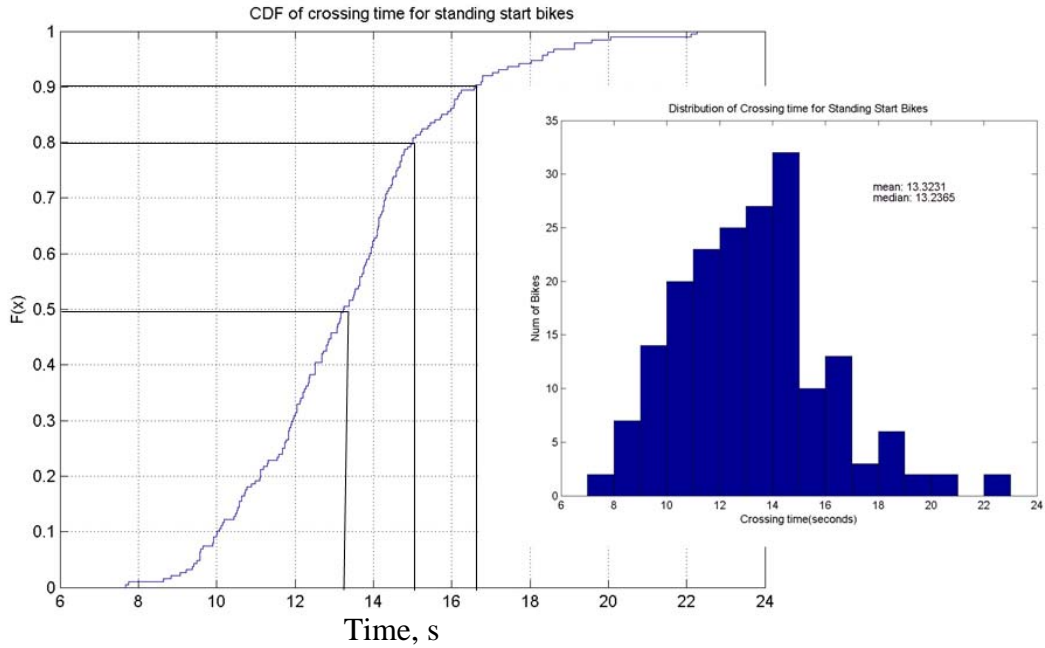 CDF of crossing time for standing start bikes
1
0.9
0.8
0.7
0.6
0.5
0.4
0.3
0.2
0.1
0
F(x)
6 8 10 12 14 16 18 20 22 24
Time, s
Distribution of Crossing time for Standing Start Bikes
35
30
25
20
15
10
5
0
Num of Bikes
mean: 13.3231
median: 13.2365
6 8 10 12 14 16 18 20 22 24
Crossing time(seconds)